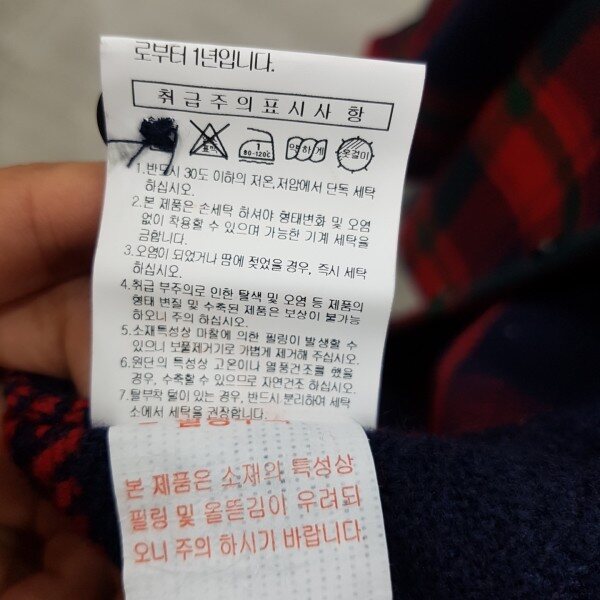 로부터 1년입니다.
취급주의표시사항
80-120℃ 약하게 옷걸이
1.반드시 30도 이하의 저온,저압에서 단독 세탁
하십시오.
2.본 제품은 손세탁 하셔야 형태변화 및 오염
없이 착용할 수 있으며 가능한 기계 세탁을
금합니다.
3.오염이 되었거나 땀에 젖었을 경우, 즉시 세탁
하십시오.
4.취급 부주의로 인한 탈색 및 오염 등 제품의
형태 변질 및 수축된 제품은 보상이 불가능
하오니 주의 하십시오.
5.소재특성상 마찰에 의한 필링이 발생할 수
있으니 보풀제거기로 가볍게 제거해 주십시오.
6.원단의 특성상 고온이나 열풍건조를 했을
경우, 수축할 수 있으므로 자연건조 하십시오.
7.탈부착 털이 있는 경우, 반드시 분리하여 세탁
소에서 세탁을 권장합니다.
본 제품은 소재의 특성상
필링 및 올뜯김이 우려되
오니 주의 하시기 바랍니다.